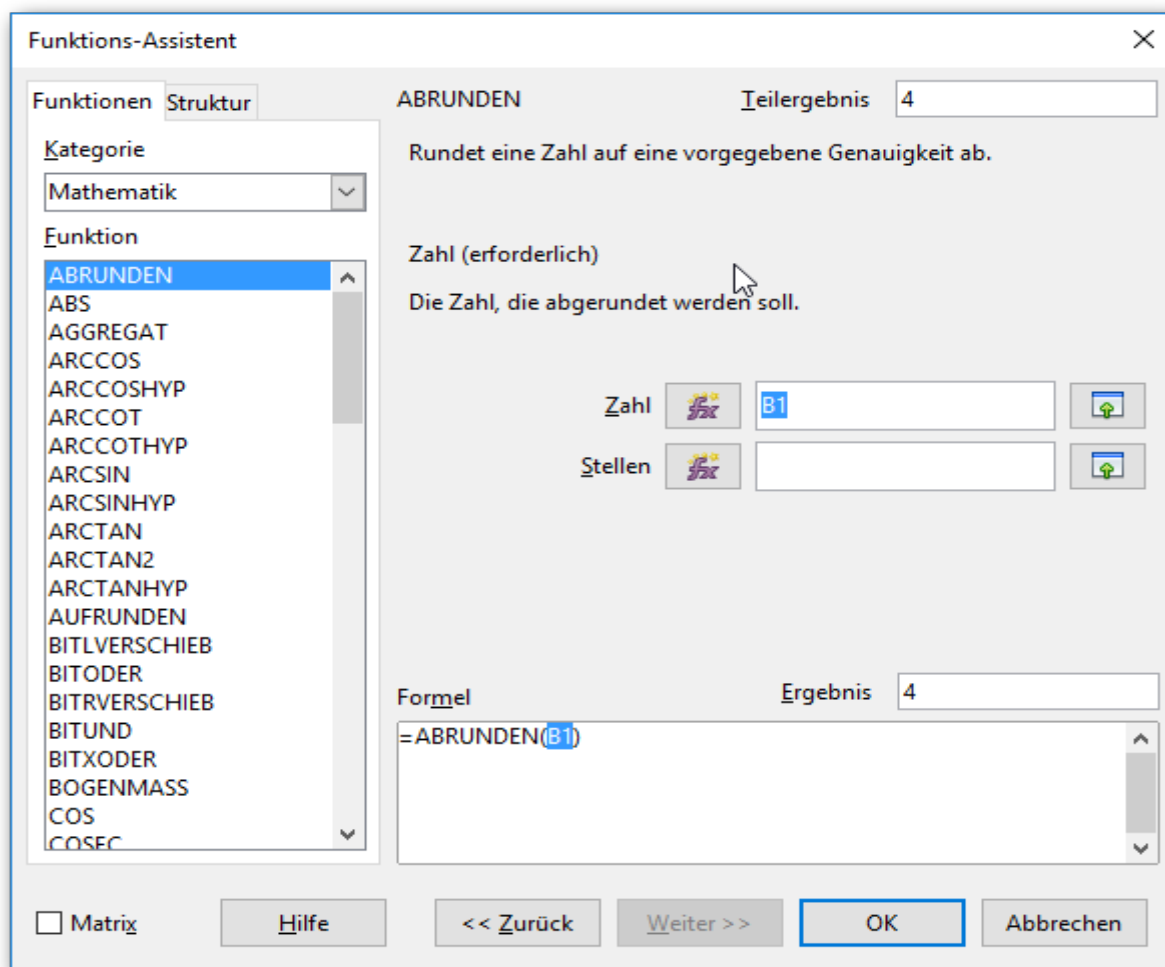 Funktions-Assistent
Funktionen Struktur
Kategorie
Mathematik
Funktion
ABRUNDEN
ABS
AGGREGAT
ARCCOS
ARCCOSHYP
ARCCOT
ARCCOTHYP
ARCSIN
ARCSINHYP
ARCTAN
ARCTAN2
ARCTANHYP
AUFRUNDEN
BITLVERSCHIEB
BITODER
BITRVERSCHIEB
BITUND
BITXODER
BOGENMASS
COS
COSEC
ABRUNDEN Teilergebnis 4
Rundet eine Zahl auf eine vorgegebene Genauigkeit ab.
Zahl (erforderlich)
Die Zahl, die abgerundet werden soll.
Zahl fx B1
Stellen fx
Formel Ergebnis 4
=ABRUNDEN(B1)
Matrix Hilfe << Zurück Weiter >> OK Abbrechen